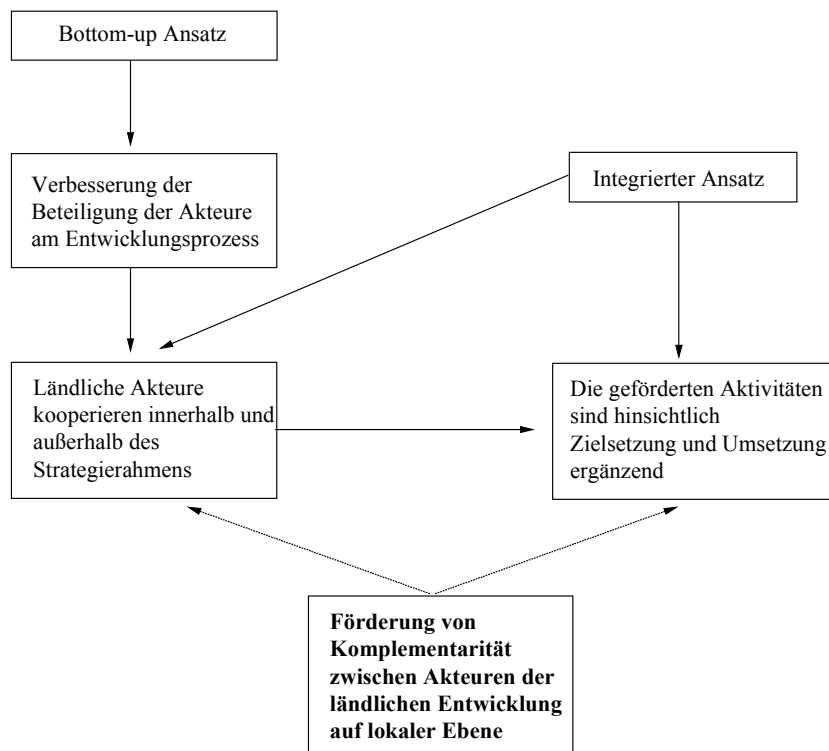 Bottom-up Ansatz
Verbesserung der
Beteiligung der Akteure
am Entwicklungsprozess
Integrierter Ansatz
Ländliche Akteure
kooperieren innerhalb und
außerhalb des
Strategierahmens
Die geförderten Aktivitäten
sind hinsichtlich
Zielsetzung und Umsetzung
ergänzend
Förderung von
Komplementarität
zwischen Akteuren der
ländlichen Entwicklung
auf lokaler Ebene